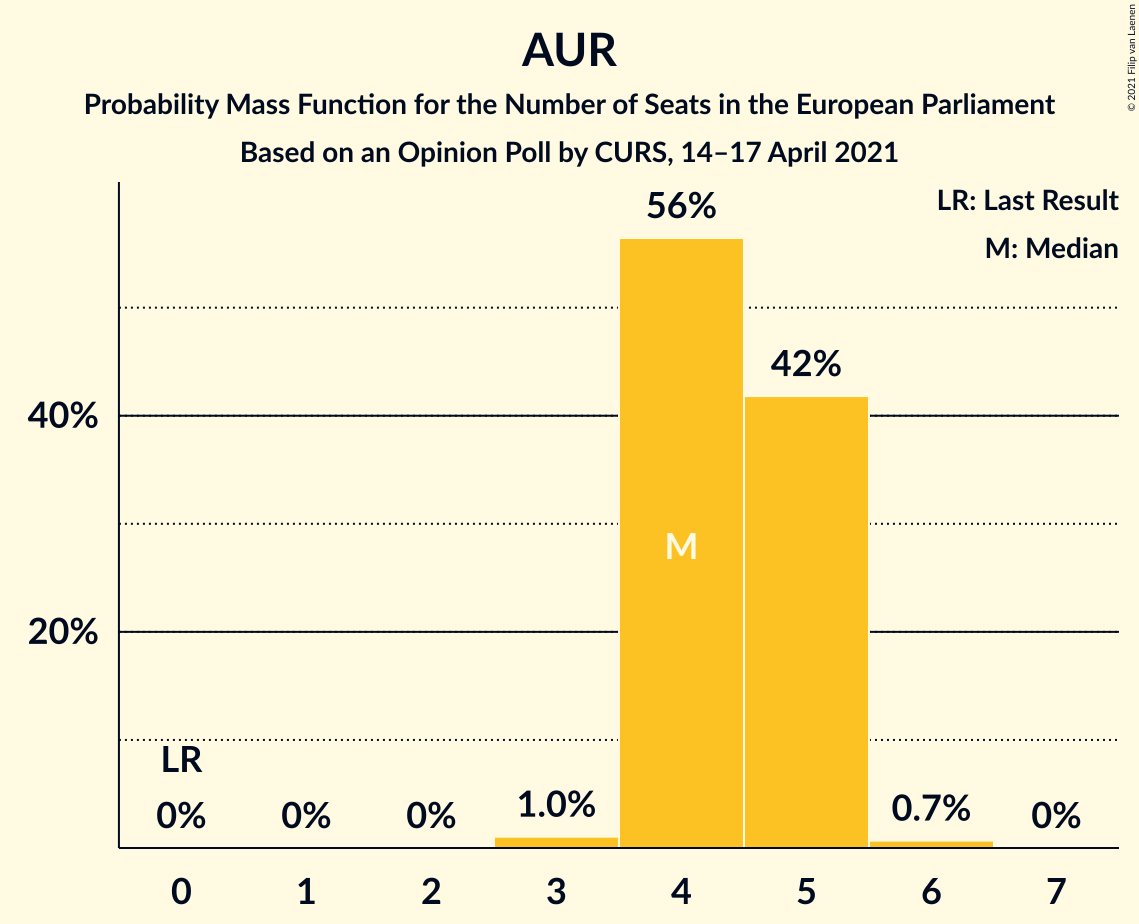 AUR
Probability Mass Function for the Number of Seats in the European Parliament
Based on an Opinion Poll by CURS, 14–17 April 2021
© 2021 Filip van Laenen
LR: Last Result
M: Median
56%
42%
40%
M
20%
LR
0%
0%
0%
1.0%
0.7%
0%
0
1
2
3
4
5
6
7